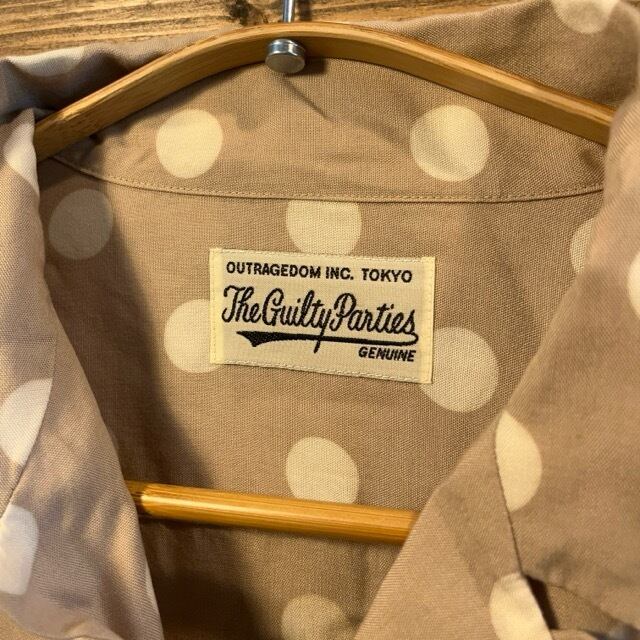 OUTRAGEDOM INC. TOKYO
The Guilty Parties
GENUINE